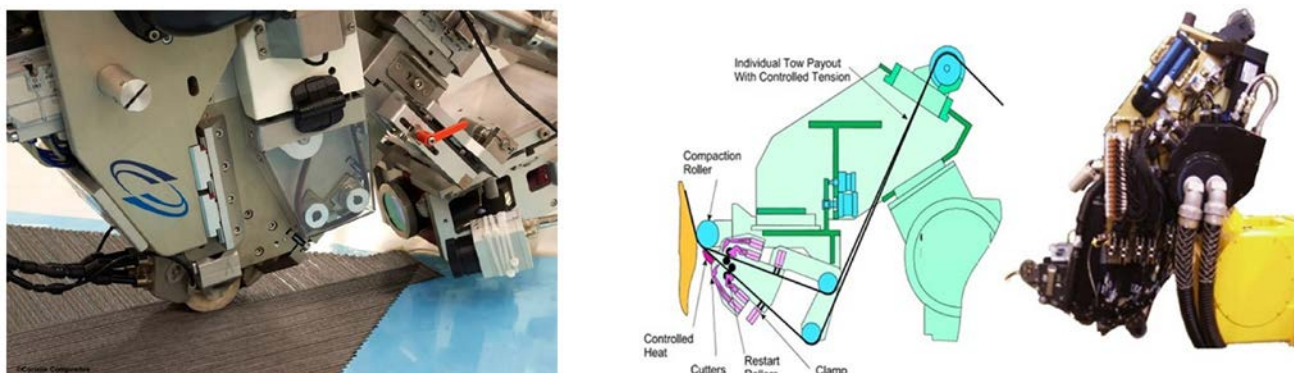 Individual Tow Payout
With Controlled Tension
Compaction
Roller
Controlled
Heat
Cutters
Restart
Rollers
Clamp
©Coriolis Composites